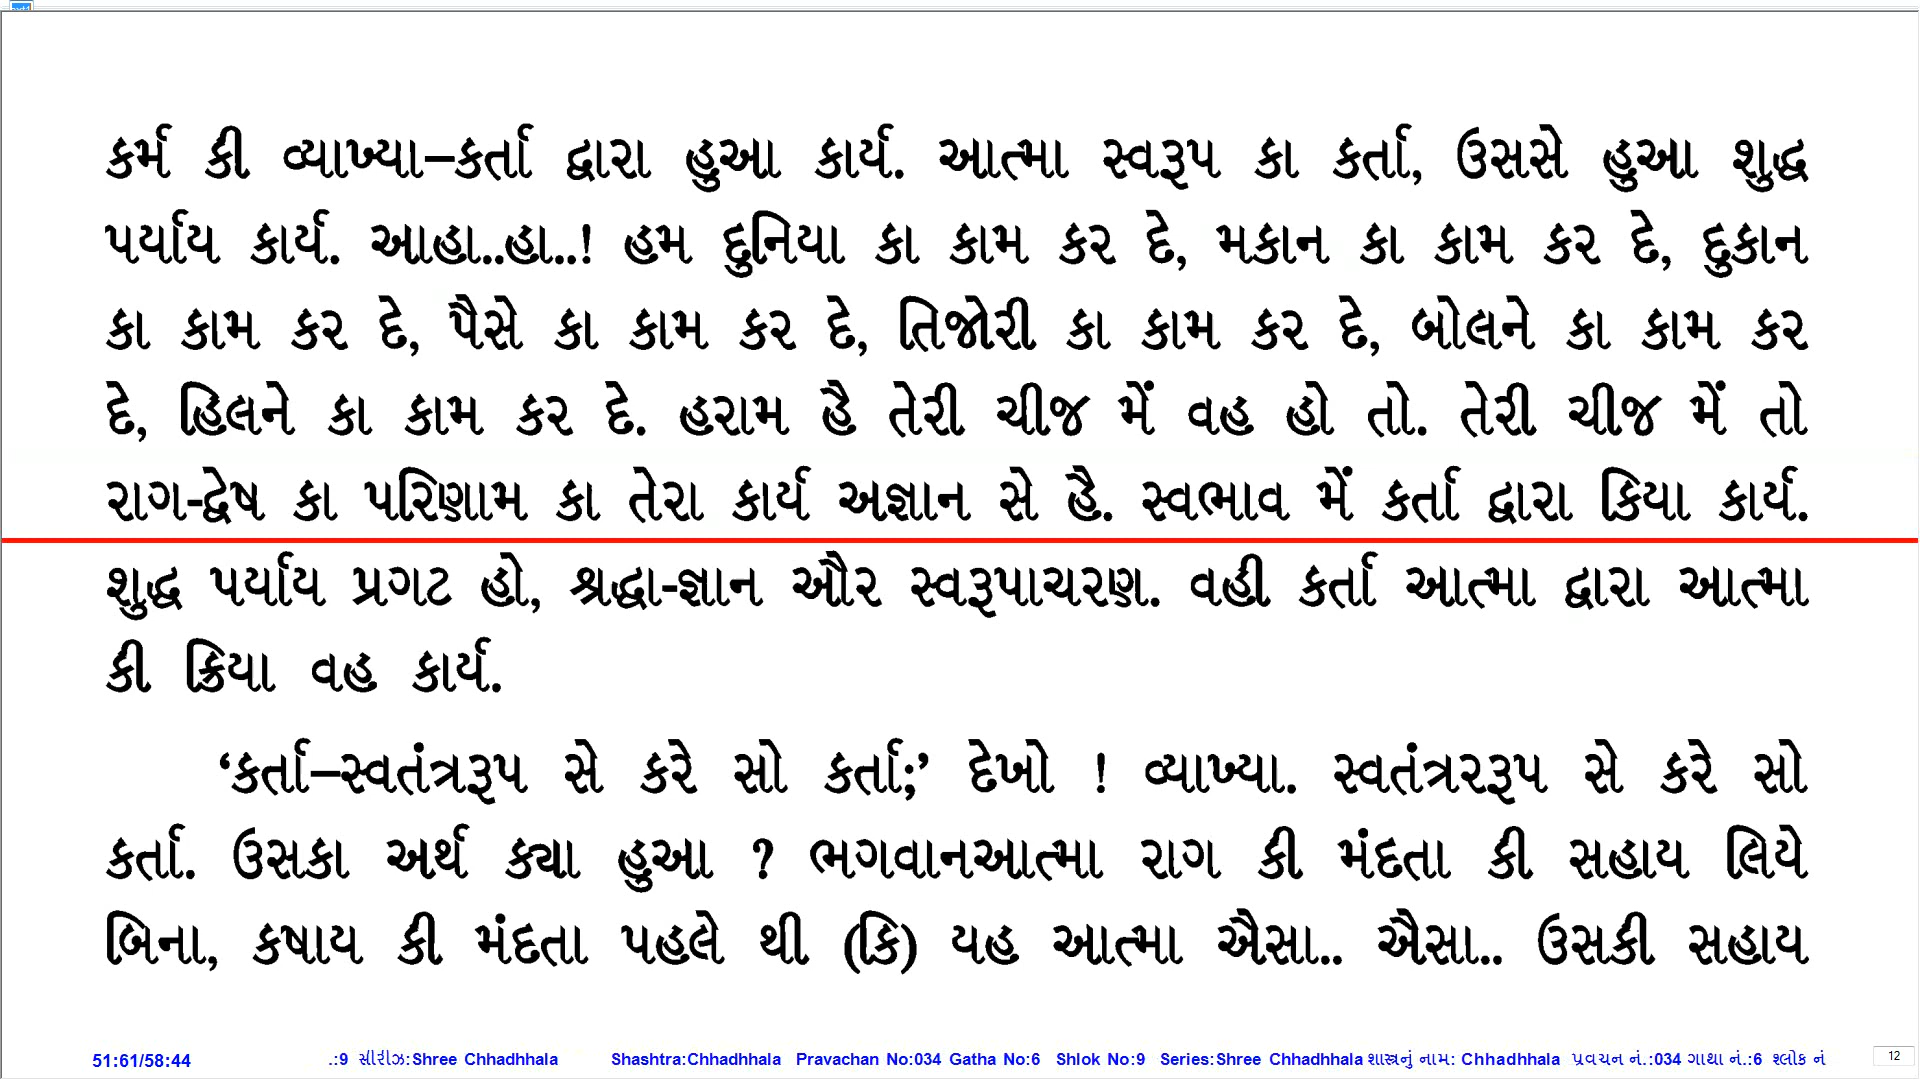 કર્મ કી વ્યાખ્યા–કર્તા દ્વારા હુઆ કાર્ય. આત્મા સ્વરૂપ કા કર્તા, ઉસસે હુઆ શુદ્ધ
પર્યાય કાર્ય. આહા..હા..! હમ દુનિયા કા કામ કર દે, મકાન કા કામ કર દે, દુકાન
કા કામ કર દે, પૈસે કા કામ કર દે, તિજોરી કા કામ કર દે, બોલને કા કામ કર
દે, હિલને કા કામ કર દે. હરામ હૈ તેરી ચીજ મેં વહ હો તો. તેરી ચીજ મેં તો
રાગ-દ્વેષ કા પરિણામ કા તેરા કાર્ય અજ્ઞાન સે હૈ. સ્વભાવ મેં કર્તા દ્વારા કિયા કાર્ય.
શુદ્ધ પર્યાય પ્રગટ હો, શ્રદ્ધા-જ્ઞાન ઔર સ્વરૂપાચરણ. વહી કર્તા આત્મા દ્વારા આત્મા
કી ક્રિયા વહ કાર્ય.
‘કર્તા–સ્વતંત્રરૂપ સે કરે સો કર્તા;’ દેખો ! વ્યાખ્યા. સ્વતંત્રરરૂપ સે કરે સો
કર્તા. ઉસકા અર્થ ક્યા હુઆ ? ભગવાનઆત્મા રાગ કી મંદતા કી સહાય લિયે
બિના, કષાય કી મંદતા પહલે થી (કિ) યહ આત્મા ઐસા.. ઐસા.. ઉસકી સહાય
51:61/58:44 .:9 સીરીઝ:Shree Chhadhhala Shashtra:Chhadhhala Pravachan No:034 Gatha No:6 Shlok No:9 Series:Shree Chhadhhala શાસ્ત્રનું નામ: Chhadhhala પ્રવચન નં.:034 ગાથા નં.:6 શ્લોક નં 12